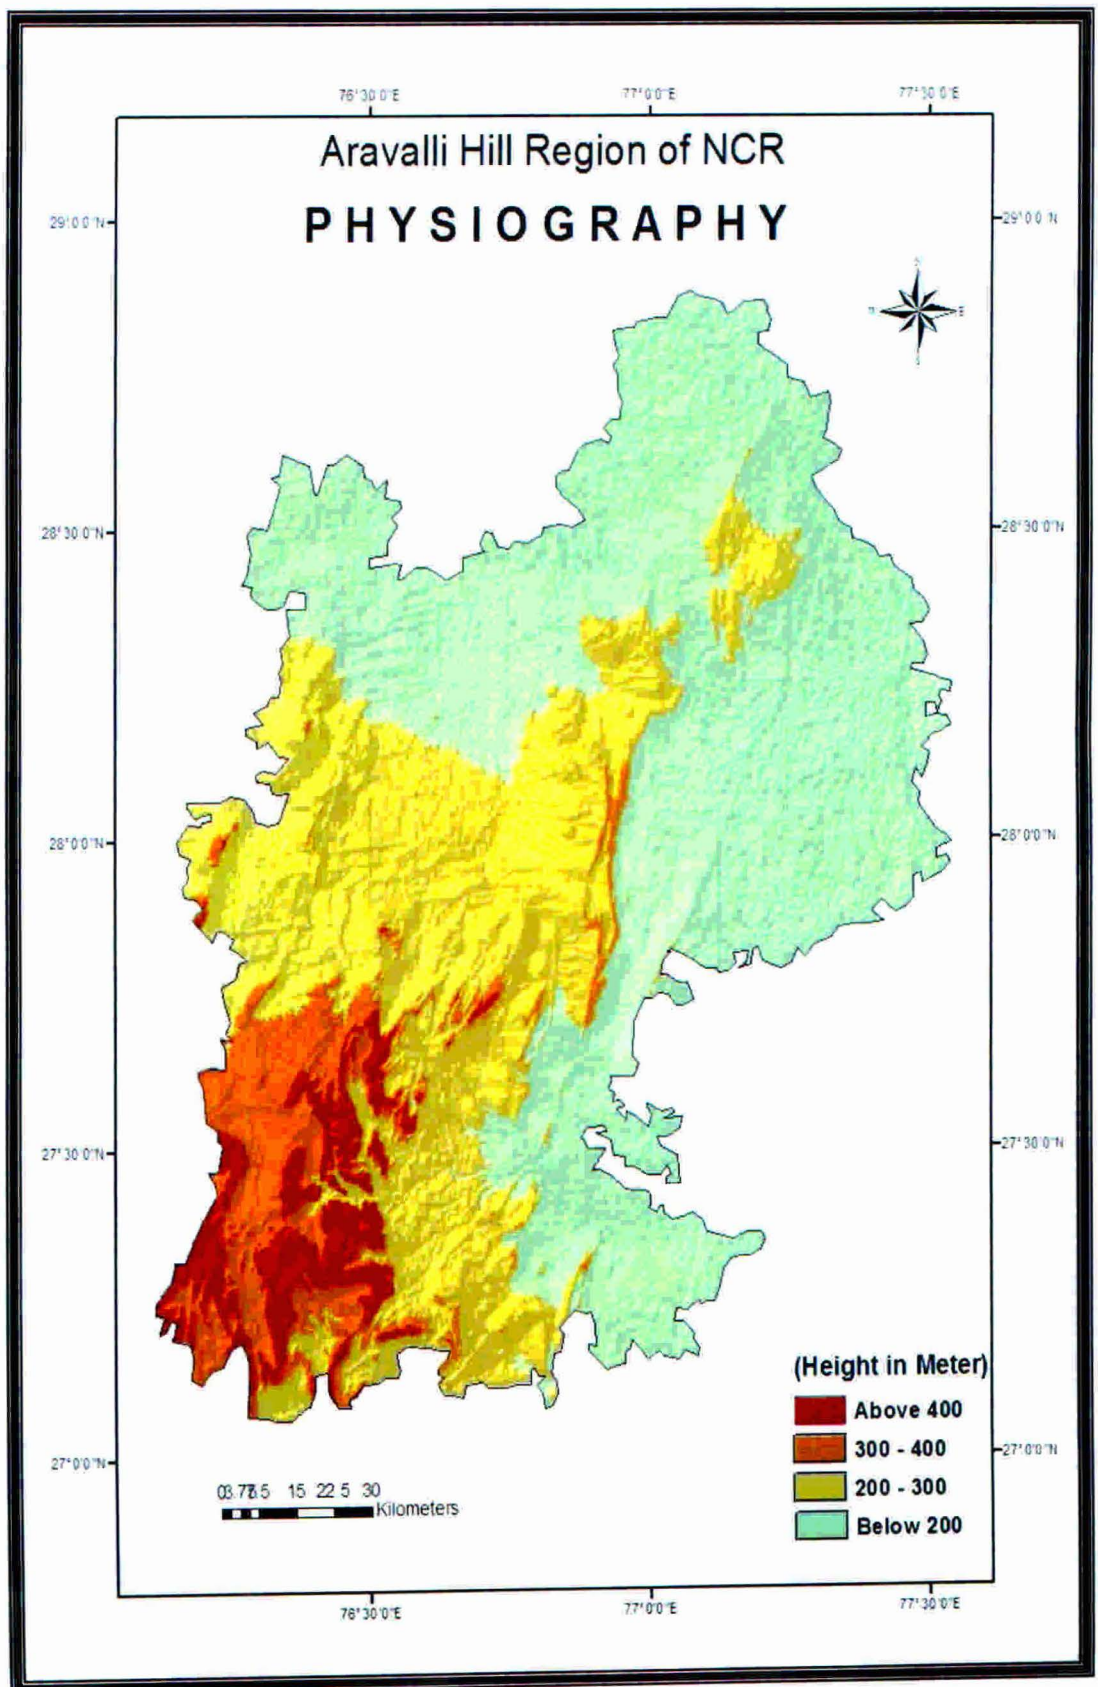 76°30'0"E 77°0'0"E 77°30'0"E
Aravalli Hill Region of NCR
PHYSIOGRAPHY
29°0'0"N 29°0'0"N
E
28°30'0"N 28°30'0"N
28°0'0"N 28°0'0"N
27°30'0"N 27°30'0"N
(Height in Meter)
Above 400
300 - 400
200 - 300
Below 200
27°0'0"N 27°0'0"N
15 22.5 30
Kilometers
76°30'0"E 77°0'0"E 77°30'0"E